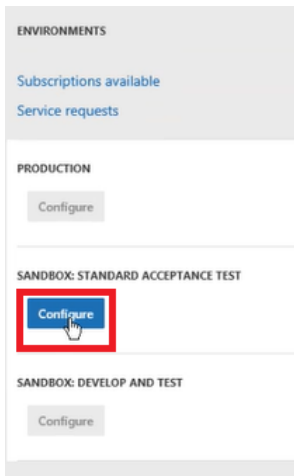 ENVIRONMENTS
Subscriptions available
Service requests
PRODUCTION
Configure
SANDBOX: STANDARD ACCEPTANCE TEST
Configure
SANDBOX: DEVELOP AND TEST
Configure